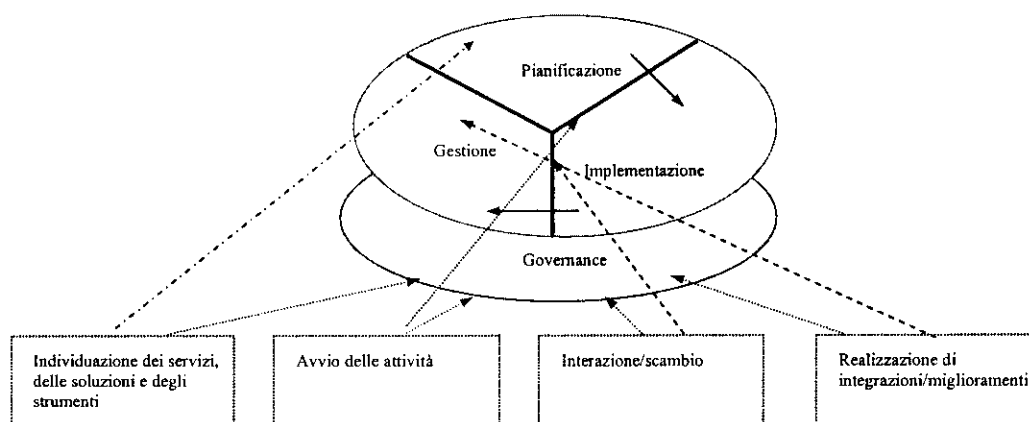 Pianificazione
Gestione
Implementazione
Governance
Individuazione dei servizi,
delle soluzioni e degli
strumenti
Avvio delle attività
Interazione/scambio
Realizzazione di
integrazioni/miglioramenti